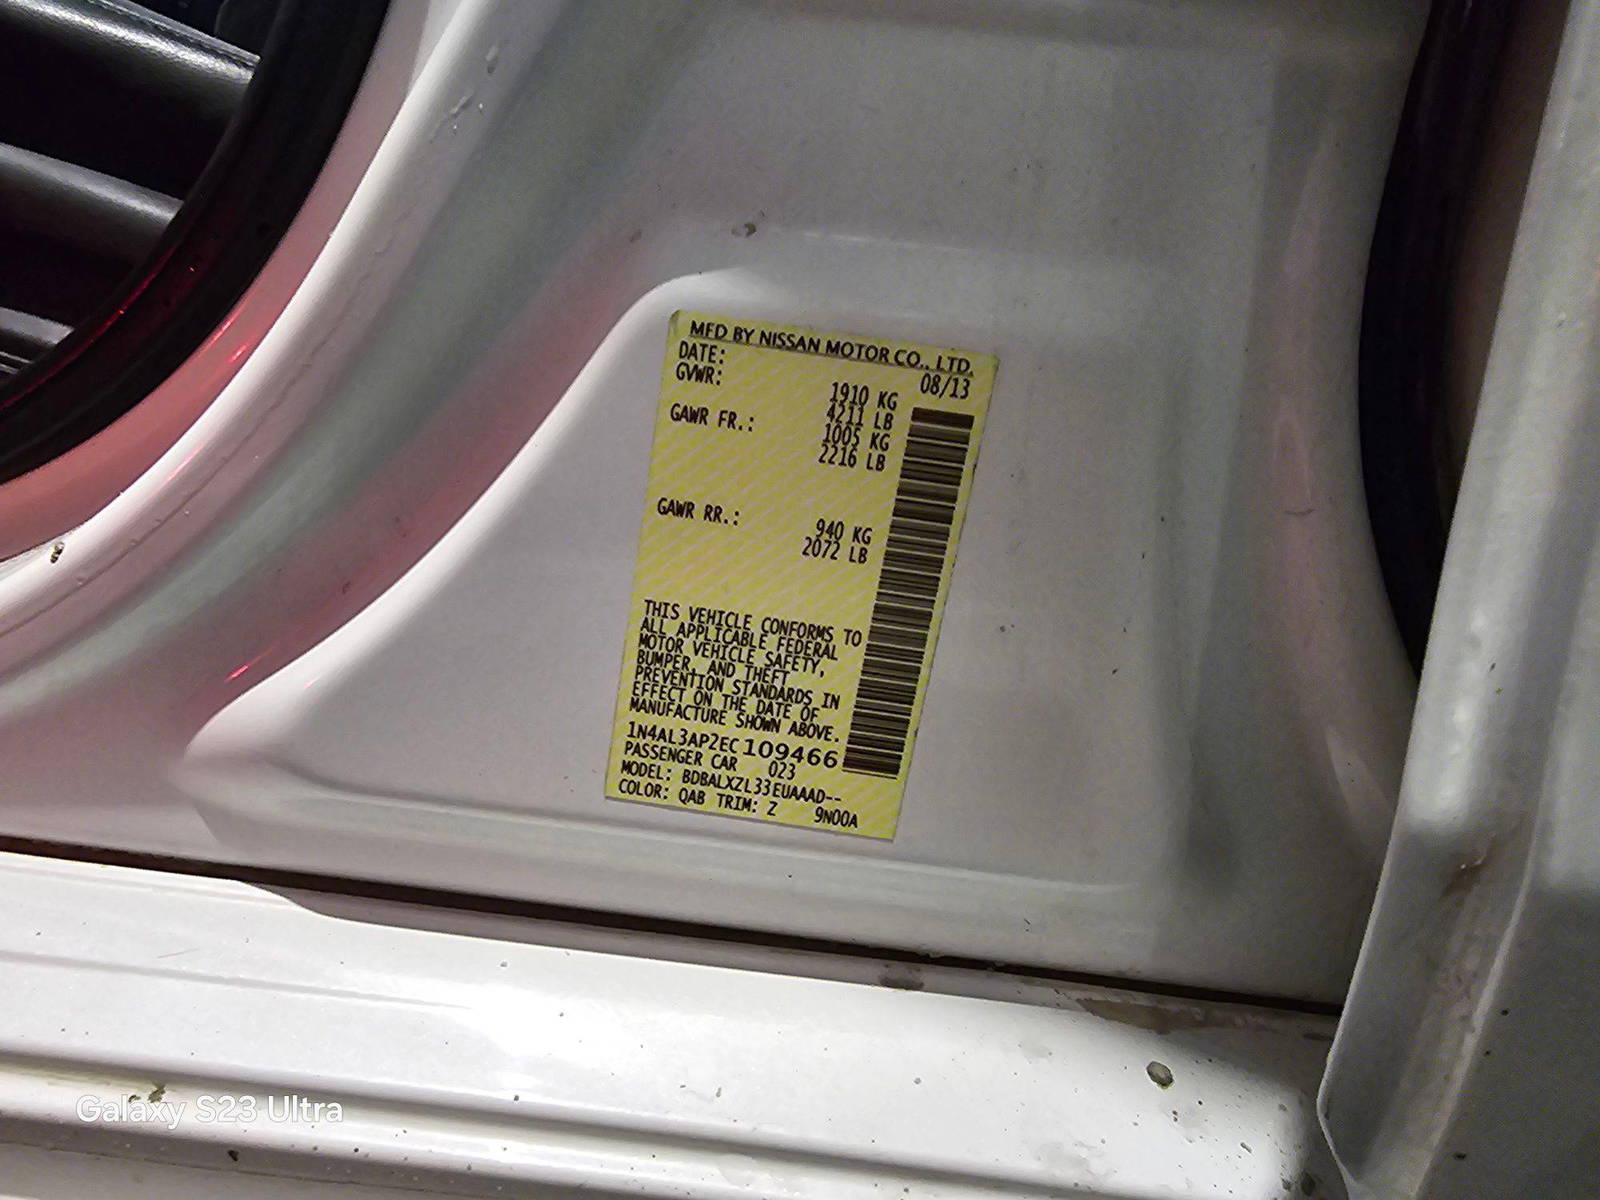 MFD BY NISSAN MOTOR CO., LTD.
DATE: 08/13
GVWR: 1910 KG
4211 LB
GAWR FR.: 1005 KG
2216 LB
GAWR RR.: 940 KG
2072 LB
THIS VEHICLE CONFORMS TO
ALL APPLICABLE FEDERAL
MOTOR VEHICLE SAFETY,
BUMPER, AND THEFT
PREVENTION STANDARDS IN
EFFECT ON THE DATE OF
MANUFACTURE SHOWN ABOVE.
1N4AL3AP2EC109466
PASSENGER CAR 023
MODEL: BDBALXZL33EUAAAD--
COLOR: QAB TRIM: Z 9N00A
Galaxy S23 Ultra